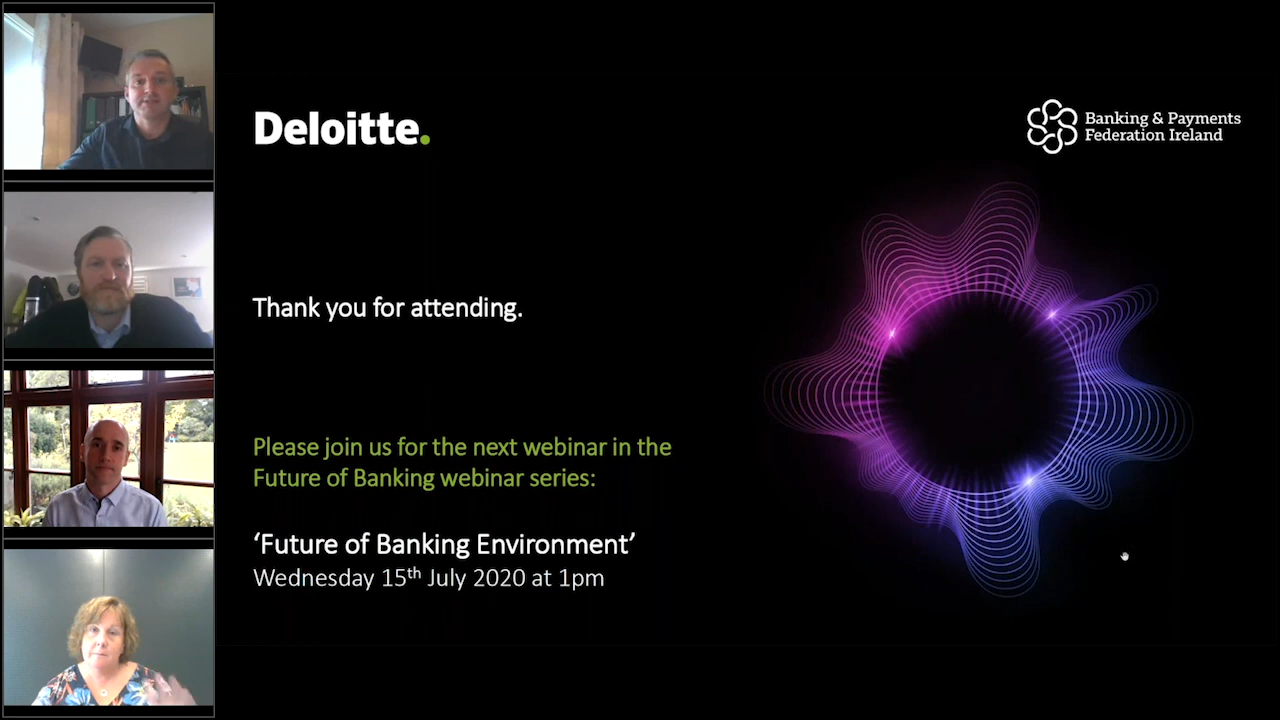 Deloitte.
Banking & Payments
Federation Ireland
Thank you for attending.
Please join us for the next webinar in the
Future of Banking webinar series:
‘Future of Banking Environment’
Wednesday 15th July 2020 at 1pm